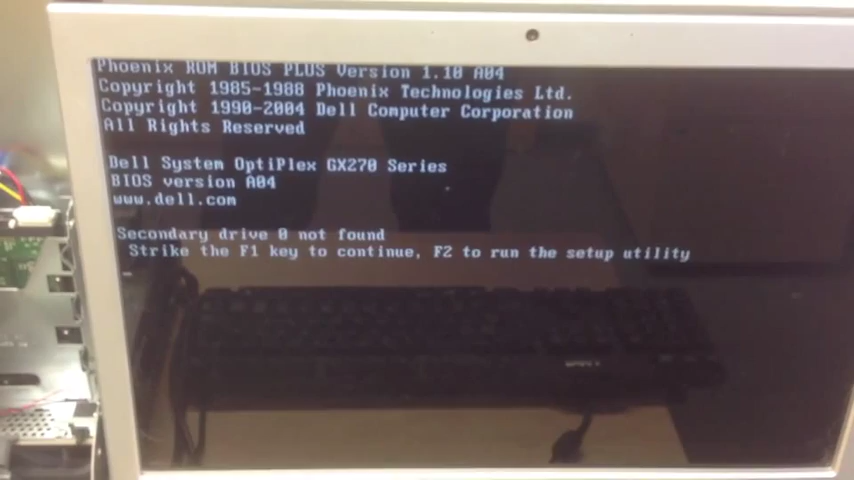 Phoenix ROM BIOS PLUS Version 1.10 A04
Copyright 1985-1988 Phoenix Technologies Ltd.
Copyright 1990-2004 Dell Computer Corporation
All Rights Reserved
Dell System OptiPlex GX270 Series
BIOS version A04
www.dell.com
Secondary drive 0 not found
Strike the F1 key to continue, F2 to run the setup utility